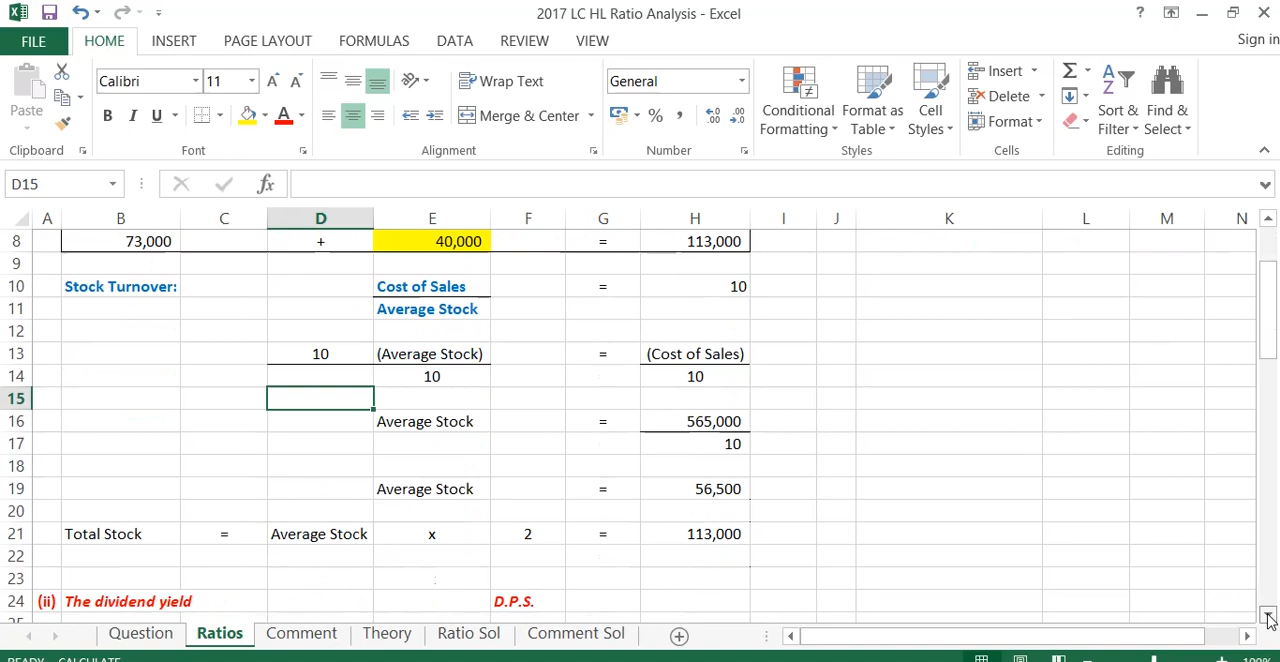 2017 LC HL Ratio Analysis - Excel
?
FILE HOME INSERT PAGE LAYOUT FORMULAS DATA REVIEW VIEW
Sign in
Paste
Calibri 11
B I U A
Wrap Text
Merge & Center
General
% ,
Conditional Formatting
Format as Table
Cell Styles
Insert
Delete
Format
Σ
Sort & Filter
Find & Select
Clipboard Font Alignment Number Styles Cells Editing
D15 fx
A B C D E F G H I J K L M N
8 73,000 + 40,000 = 113,000
9
10 Stock Turnover: Cost of Sales = 10
11 Average Stock
12
13 10 (Average Stock) = (Cost of Sales)
14 10 10
15
16 Average Stock = 565,000
17 10
18
19 Average Stock = 56,500
20
21 Total Stock = Average Stock x 2 = 113,000
22
23
24 (ii) The dividend yield D.P.S.
Question Ratios Comment Theory Ratio Sol Comment Sol
READY CALCULATE 100%